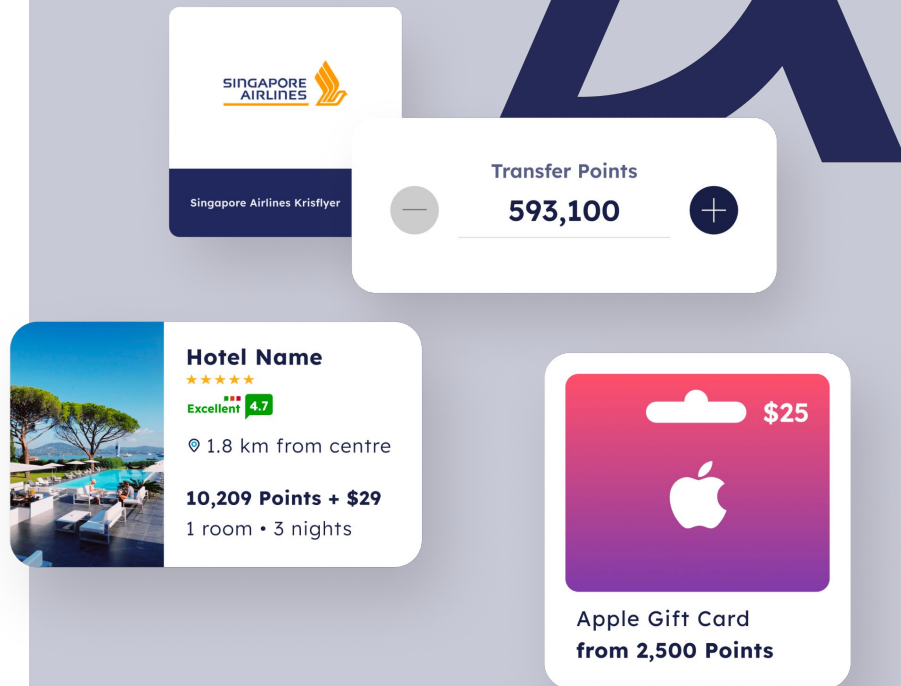 SINGAPORE
AIRLINES
Singapore Airlines Krisflyer
Transfer Points
593,100
Hotel Name
Excellent 4.7
1.8 km from centre
10,209 Points + $29
1 room • 3 nights
$25
Apple Gift Card
from 2,500 Points